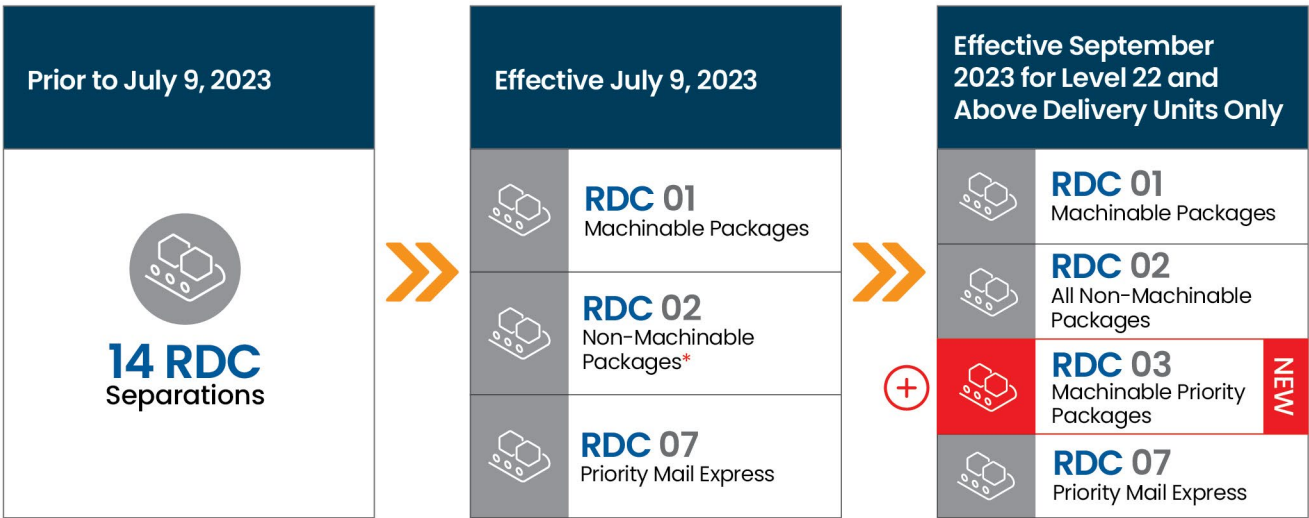 Prior to July 9, 2023
14 RDC
Separations
Effective July 9, 2023
RDC 01
Machinable Packages
RDC 02
Non-Machinable
Packages*
RDC 07
Priority Mail Express
Effective September
2023 for Level 22 and
Above Delivery Units Only
RDC 01
Machinable Packages
RDC 02
All Non-Machinable
Packages
RDC 03
Machinable Priority
Packages
NEW
RDC 07
Priority Mail Express